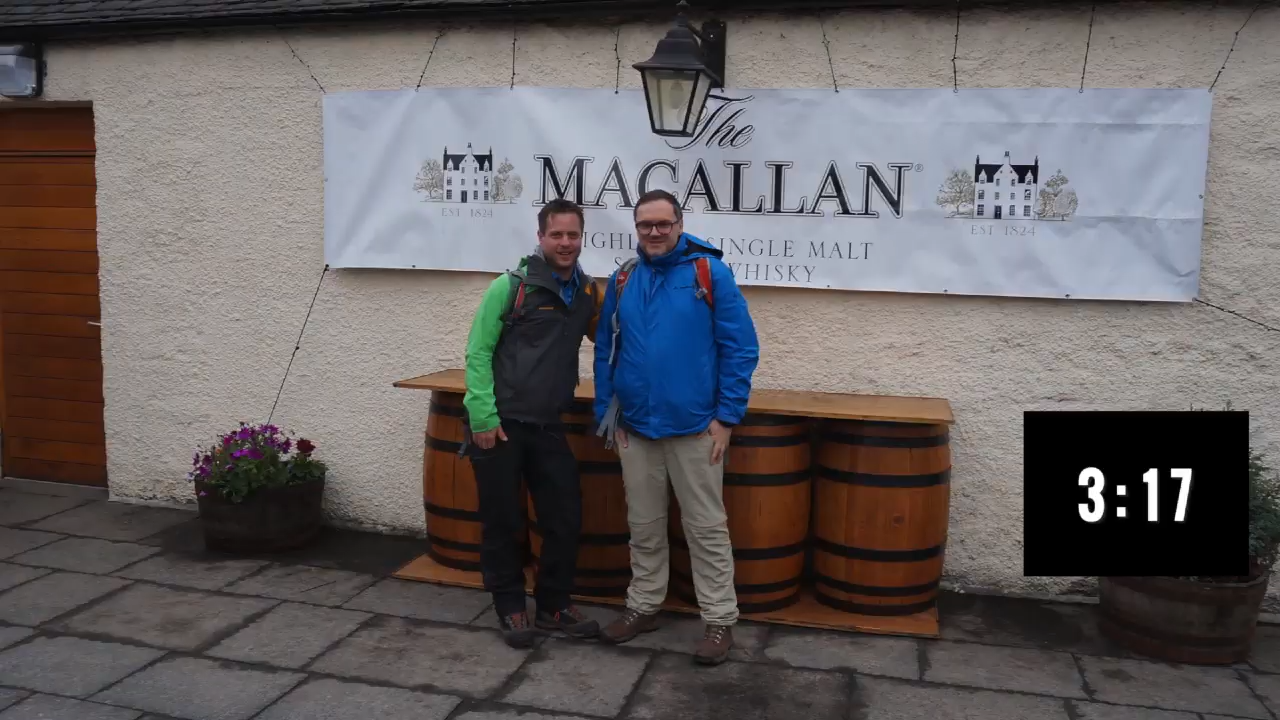 The
MACALLAN®
SINGLE MALT
WHISKY
EST 1824
EST 1824
3:17